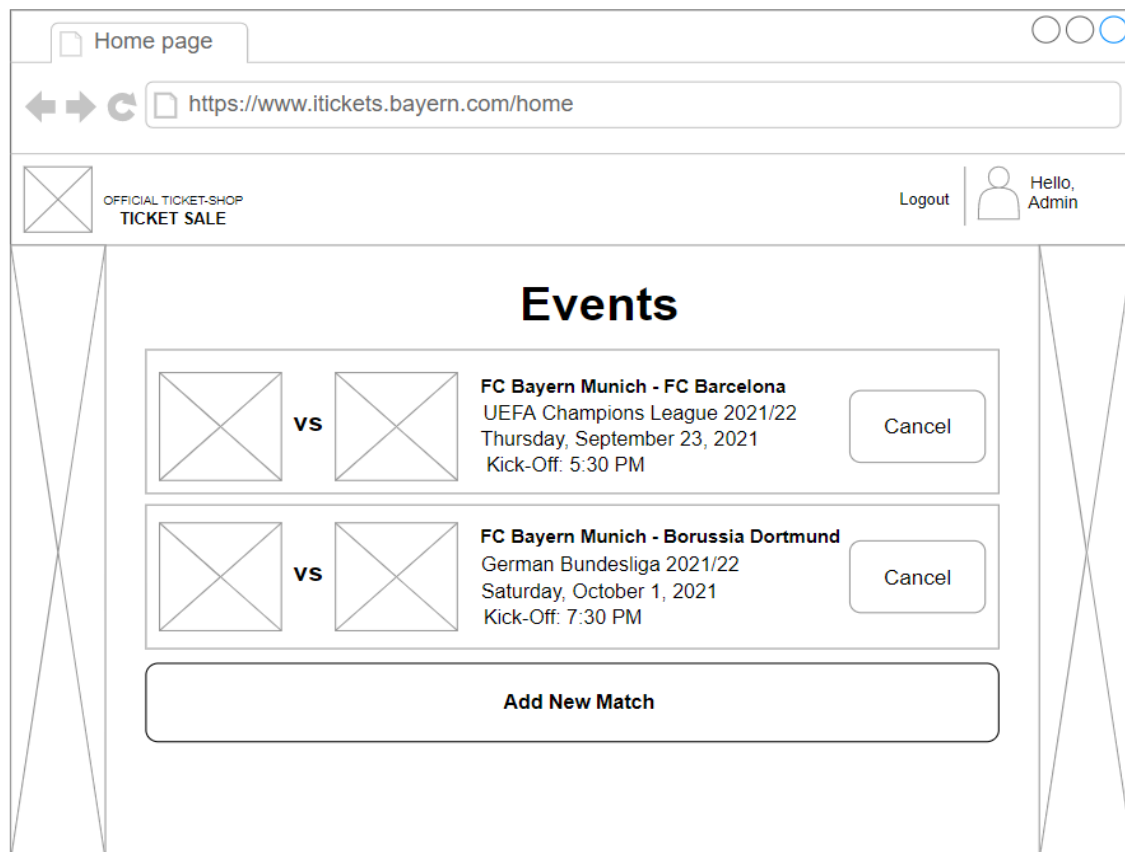 Home page
https://www.itickets.bayern.com/home
OFFICIAL TICKET-SHOP
TICKET SALE
Logout
Hello,
Admin
Events
vs
FC Bayern Munich - FC Barcelona
UEFA Champions League 2021/22
Thursday, September 23, 2021
Kick-Off: 5:30 PM
Cancel
vs
FC Bayern Munich - Borussia Dortmund
German Bundesliga 2021/22
Saturday, October 1, 2021
Kick-Off: 7:30 PM
Cancel
Add New Match